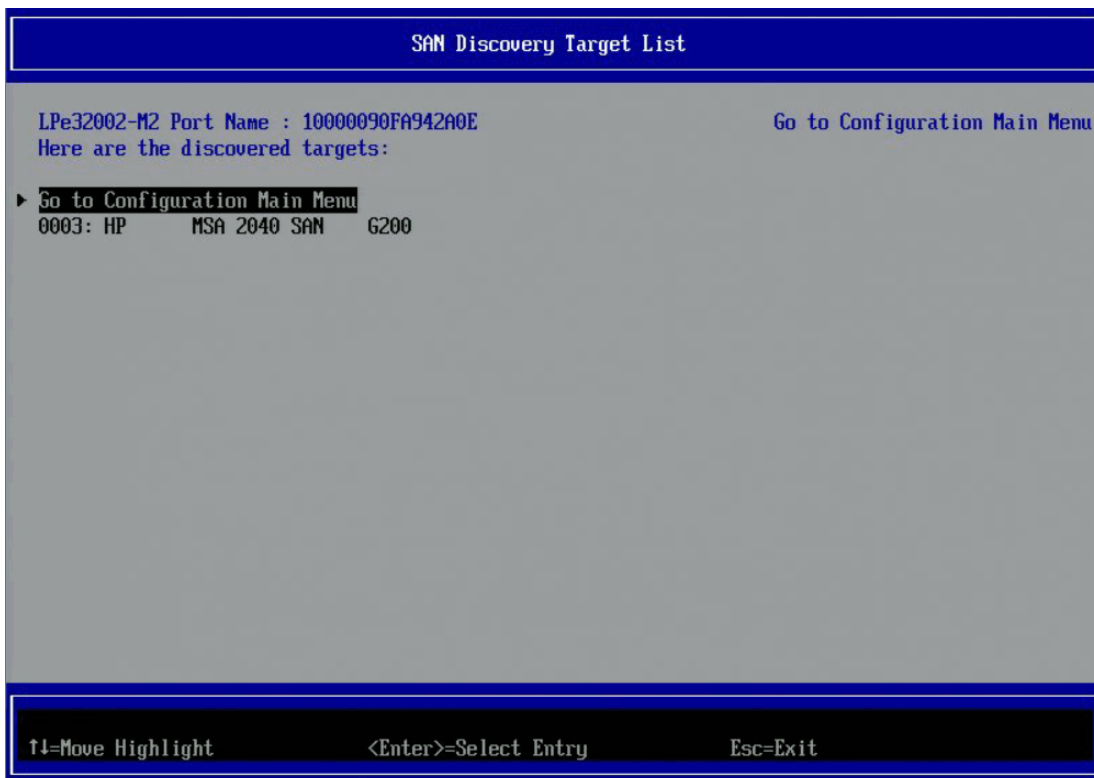 SAN Discovery Target List
LPe32002-M2 Port Name : 10000090FA942A0E
Go to Configuration Main Menu
Here are the discovered targets:
Go to Configuration Main Menu
0003: HP MSA 2040 SAN G200
↑↓=Move Highlight <Enter>=Select Entry Esc=Exit